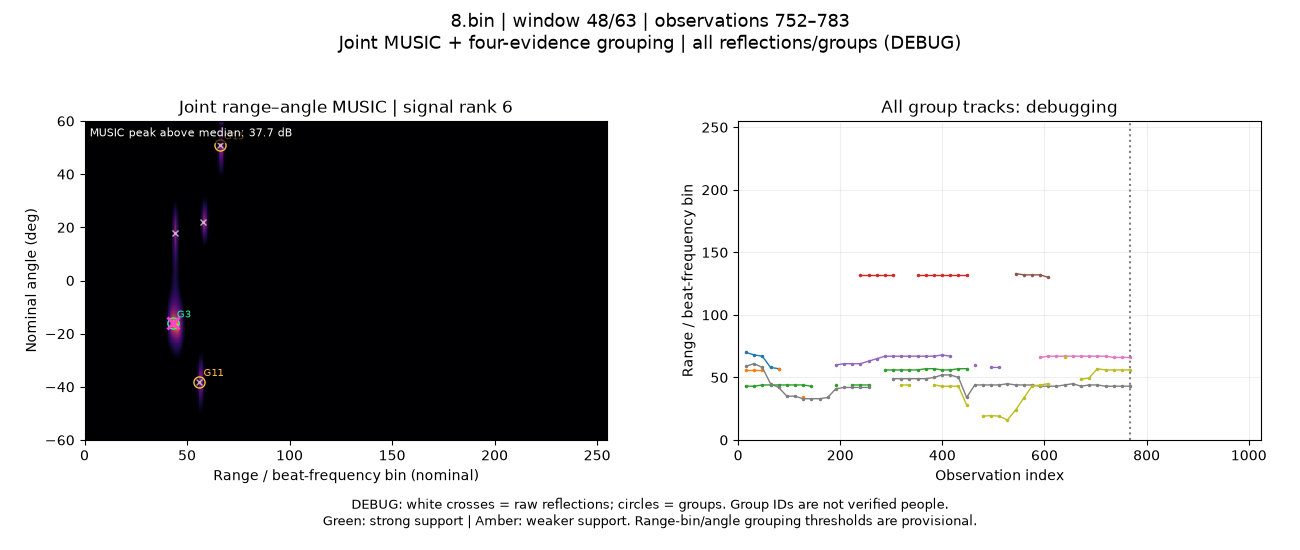 8.bin | window 48/63 | observations 752–783
Joint MUSIC + four-evidence grouping | all reflections/groups (DEBUG)
Joint range–angle MUSIC | signal rank 6
MUSIC peak above median: 37.7 dB
G3
G11
60
40
20
0
−20
−40
−60
Nominal angle (deg)
0
50
100
150
200
250
Range / beat-frequency bin (nominal)
All group tracks: debugging
250
200
150
100
50
0
Range / beat-frequency bin
0
200
400
600
800
1000
Observation index
DEBUG: white crosses = raw reflections; circles = groups. Group IDs are not verified people.
Green: strong support | Amber: weaker support. Range-bin/angle grouping thresholds are provisional.